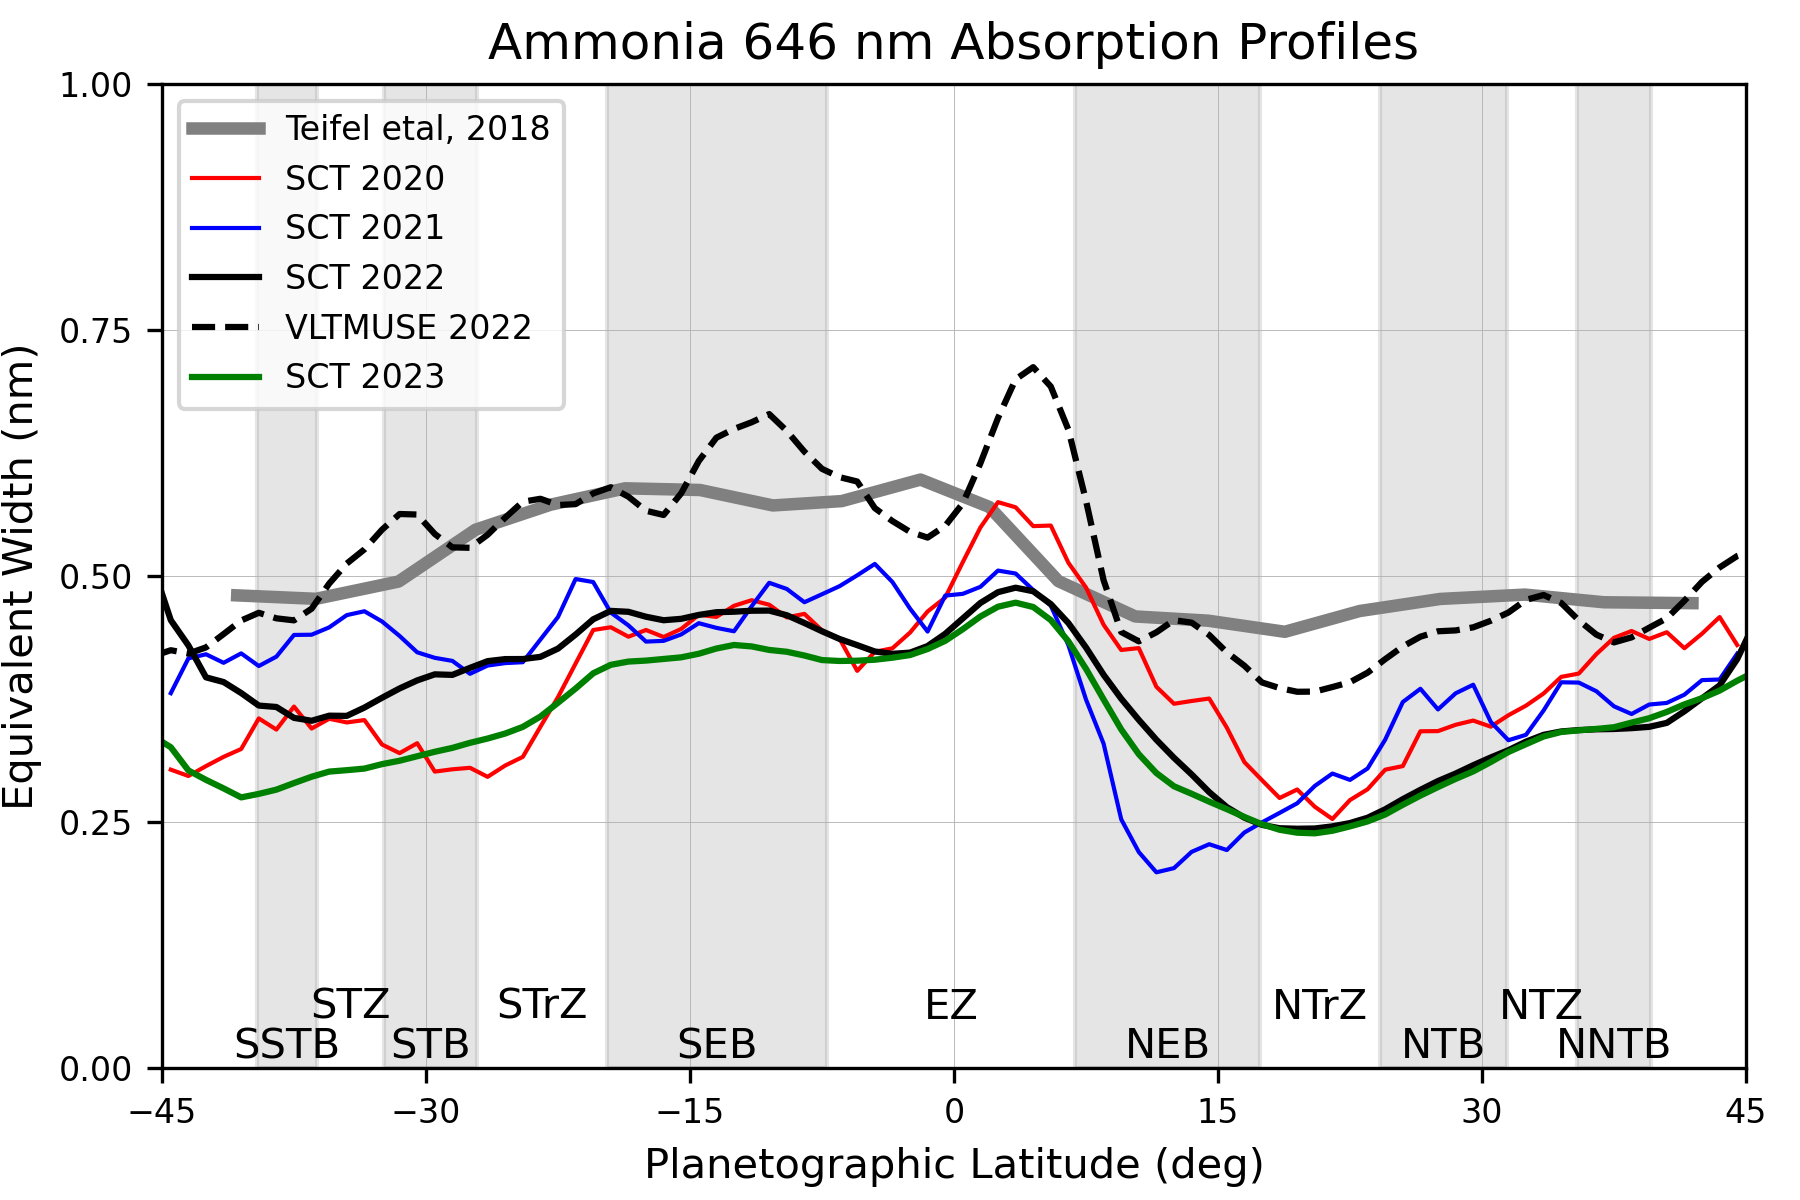 Ammonia 646 nm Absorption Profiles
1.00
0.75
0.50
0.25
0.00
Equivalent Width (nm)
Teifel etal, 2018
SCT 2020
SCT 2021
SCT 2022
VLTMUSE 2022
SCT 2023
STZ STrZ EZ NTrZ NTZ
SSTB STB SEB NEB NTB NNTB
−45 −30 −15 0 15 30 45
Planetographic Latitude (deg)